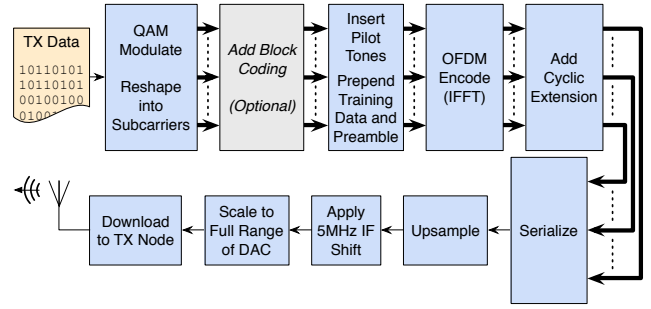 TX Data
10110101
10110101
00100100
QAM
Modulate
Reshape
into
Subcarriers
Add Block
Coding
(Optional)
Insert
Pilot
Tones
Prepend
Training
Data and
Preamble
OFDM
Encode
(IFFT)
Add
Cyclic
Extension
Download
to TX Node
Scale to
Full Range
of DAC
Apply
5MHz IF
Shift
Upsample
Serialize